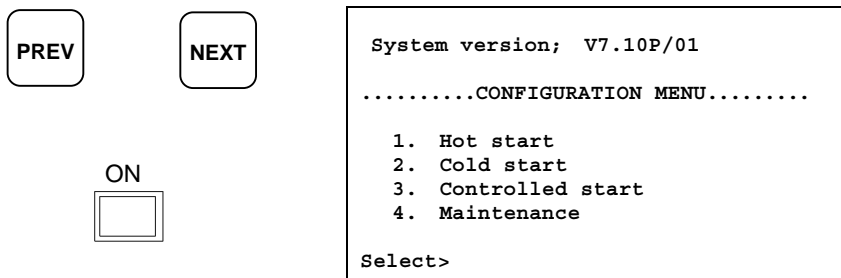 PREV
NEXT
ON
System version; V7.10P/01
..........CONFIGURATION MENU.........
1. Hot start
2. Cold start
3. Controlled start
4. Maintenance
Select>